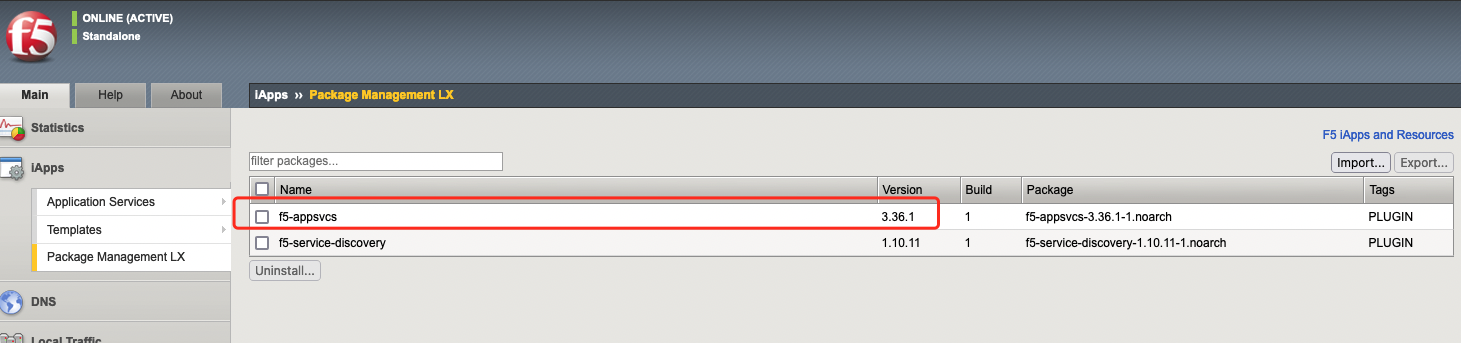 f5
ONLINE (ACTIVE)
Standalone
Main Help About
iApps ›› Package Management LX
Statistics
iApps
Application Services
Templates
Package Management LX
DNS
Local Traffic
F5 iApps and Resources
filter packages...
Import... Export...
Name Version Build Package Tags
f5-appsvcs 3.36.1 1 f5-appsvcs-3.36.1-1.noarch PLUGIN
f5-service-discovery 1.10.11 1 f5-service-discovery-1.10.11-1.noarch PLUGIN
Uninstall...